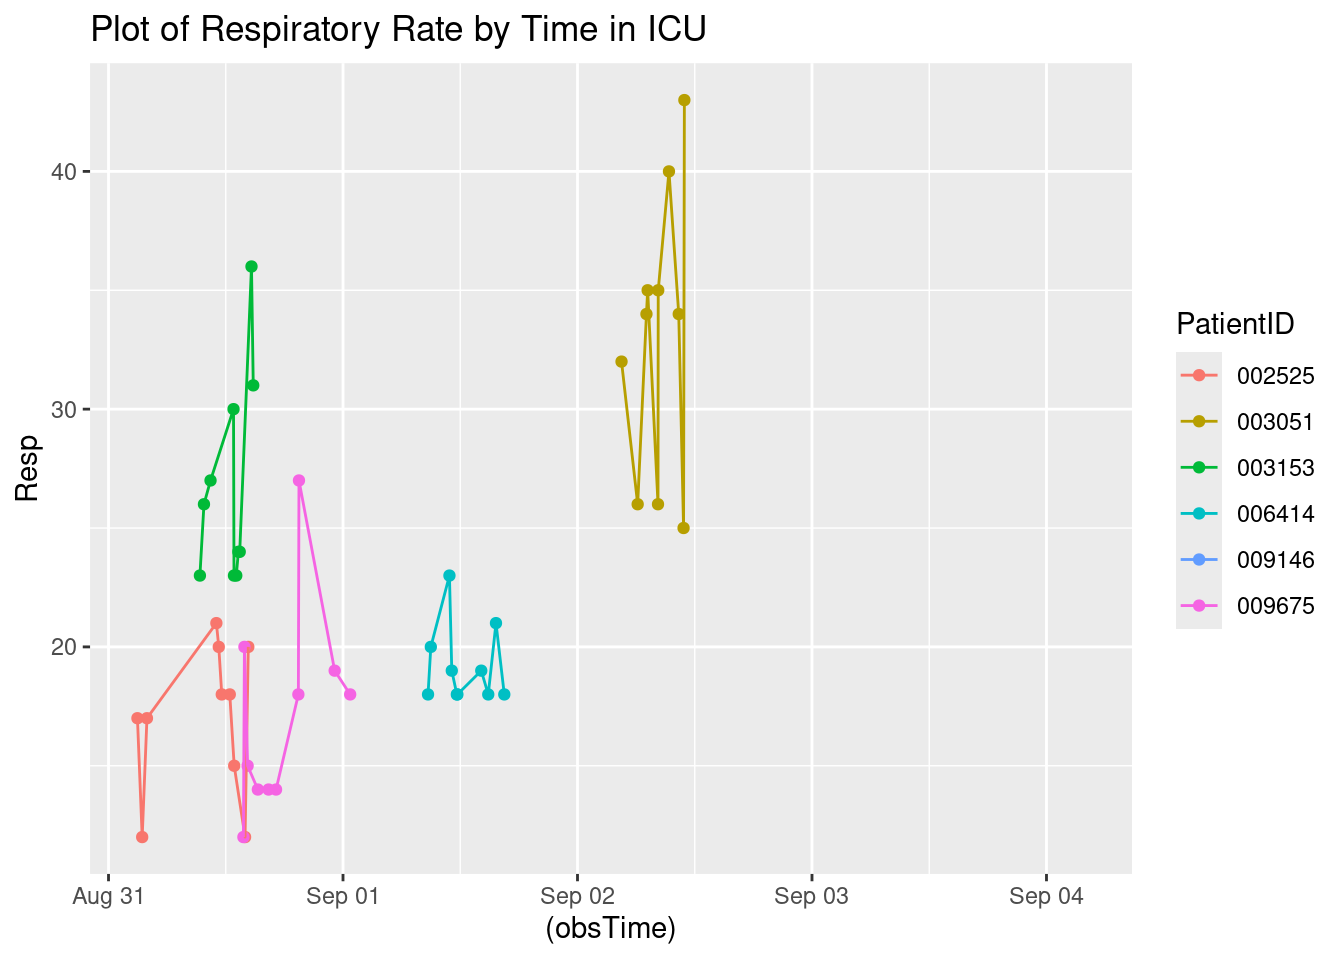 Plot of Respiratory Rate by Time in ICU
40
30
20
Resp
Aug 31
Sep 01
Sep 02
Sep 03
Sep 04
(obsTime)
PatientID
002525
003051
003153
006414
009146
009675